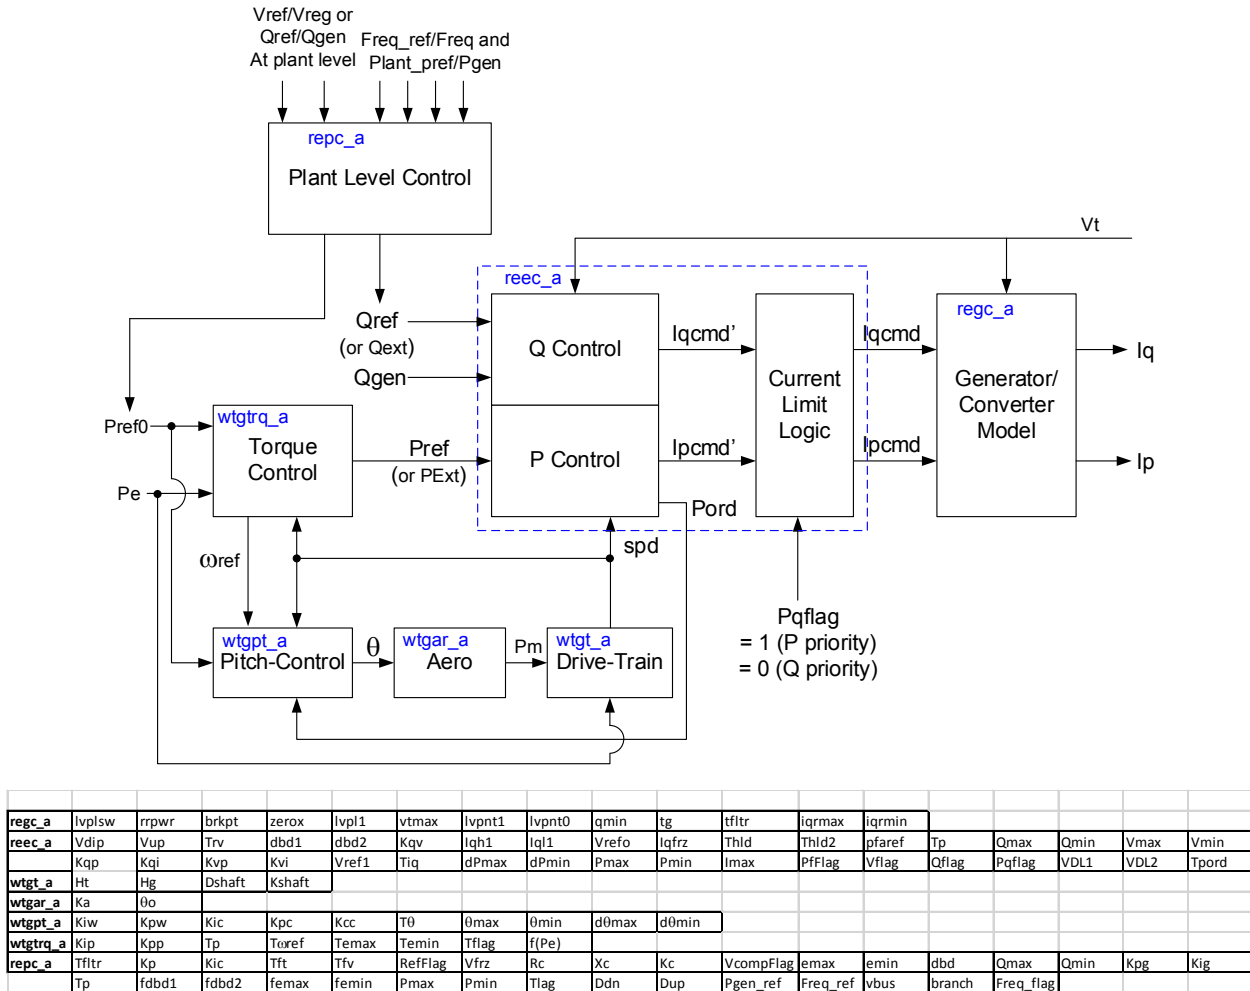 Vref/Vreg or
Qref/Qgen
At plant level
Freq_ref/Freq and
Plant_pref/Pgen
repc_a
Plant Level Control
Vt
reec_a
regc_a
Qref
(or Qext)
Qgen
Q Control
Iqcmd’
Iqcmd
Iq
Current
Limit
Logic
Generator/
Converter
Model
Pref0
wtgtrq_a
Torque
Control
Pref
(or PExt)
P Control
Ipcmd’
Ipcmd
Ip
Pe
Pord
ωref
spd
Pqflag
= 1 (P priority)
= 0 (Q priority)
wtgpt_a
Pitch-Control
θ
wtgar_a
Aero
Pm
wtgt_a
Drive-Train
regc_a lvplsw rrpwr brkpt zerox lvpl1 vtmax lvpnt1 lvpnt0 qmin tg tfltr iqrmax iqrmin
reec_a Vdip Vup Trv dbd1 dbd2 Kqv Iqh1 Iql1 Vrefo Iqfrz Thld Thld2 pfaref Tp Qmax Qmin Vmax Vmin
Kqp Kqi Kvp Kvi Vref1 Tiq dPmax dPmin Pmax Pmin Imax PfFlag Vflag Qflag Pqflag VDL1 VDL2 Tpord
wtgt_a Ht Hg Dshaft Kshaft
wtgar_a Ka θo
wtgpt_a Kiw Kpw Kic Kpc Kcc Tθ θmax θmin dθmax dθmin
wtgtrq_a Kip Kpp Tp Tωref Temax Temin Tflag f(Pe)
repc_a Tfltr Kp Kic Tft Tfv RefFlag Vfrz Rc Xc Kc VcompFlag emax emin dbd Qmax Qmin Kpg Kig
Tp fdbd1 fdbd2 femax femin Pmax Pmin Tlag Ddn Dup Pgen_ref Freq_ref vbus branch Freq_flag